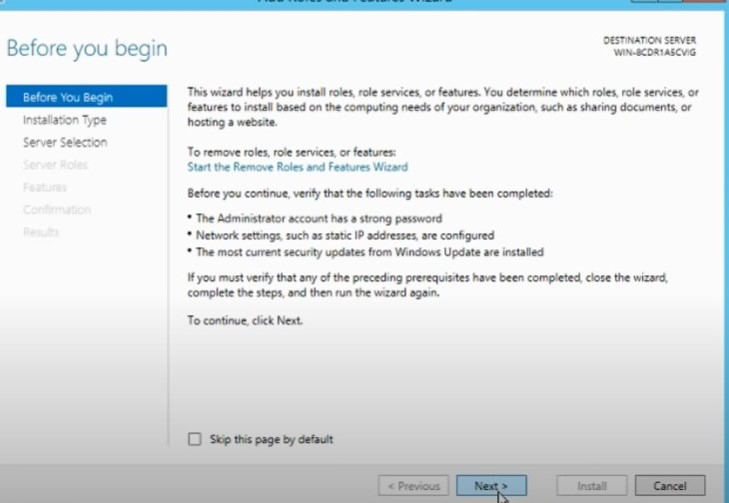 Add Roles and Features Wizard
Before you begin
DESTINATION SERVER
WIN-8CDR1A5CVIG
Before You Begin
Installation Type
Server Selection
Server Roles
Features
Confirmation
Results
This wizard helps you install roles, role services, or features. You determine which roles, role services, or
features to install based on the computing needs of your organization, such as sharing documents, or
hosting a website.
To remove roles, role services, or features:
Start the Remove Roles and Features Wizard
Before you continue, verify that the following tasks have been completed:
• The Administrator account has a strong password
• Network settings, such as static IP addresses, are configured
• The most current security updates from Windows Update are installed
If you must verify that any of the preceding prerequisites have been completed, close the wizard,
complete the steps, and then run the wizard again.
To continue, click Next.
Skip this page by default
< Previous
Next >
Install
Cancel